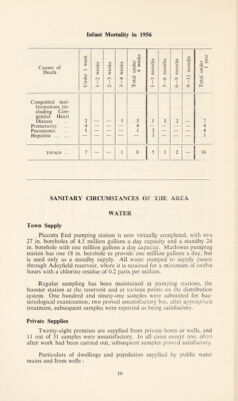 Infant Mortality in 1956
Causes of Death | Under 1 week | 1—2 weeks | 2—3 weeks | 3—4 weeks | Total under 4 weeks | 1—3 months | 3—6 months | 6—9 months | 9—12 months | Total under 1 year
Congenital mal-
formations (in-
cluding Con-
genital Heart
Disease 2 — — 1 3 1 1 2 — 7
Prematurity 4 — — — 4 — — — — 4
Pneumonia 1 — — — 1 3 — — — 4
Hepatitis — — — — — 1 — — — 1
TOTALS 7 — — 1 8 5 1 2 — 16
SANITARY CIRCUMSTANCES OF THE AREA
WATER
Town Supply
Piccotts End pumping station is now virtually completed, with two
27 in. boreholes of 4.5 million gallons a day capacity and a standby 24
in. borehole with one million gallons a day capacity. Marlowes pumping
station has one 18 in. borehole to provide one million gallons a day, but
is used only as a standby supply. All water pumped to supply passes
through Adeyfield reservoir, where it is retained for a minimum of twelve
hours with a chlorine residue of 0.2 parts per million.
Regular sampling has been maintained at pumping stations, the
booster station at the reservoir and at various points on the distribution
system. One hundred and ninety-one samples were submitted for bac-
teriological examination; two proved unsatisfactory but, after appropriate
treatment, subsequent samples were reported as being satisfactory.
Private Supplies
Twenty-eight premises are supplied from private bores or wells, and
11 out of 31 samples were unsatisfactory. In all cases except one, after
after work had been carried out, subsequent samples proved satisfactory.
Particulars of dwellings and population supplied by public water
mains and from wells :
10